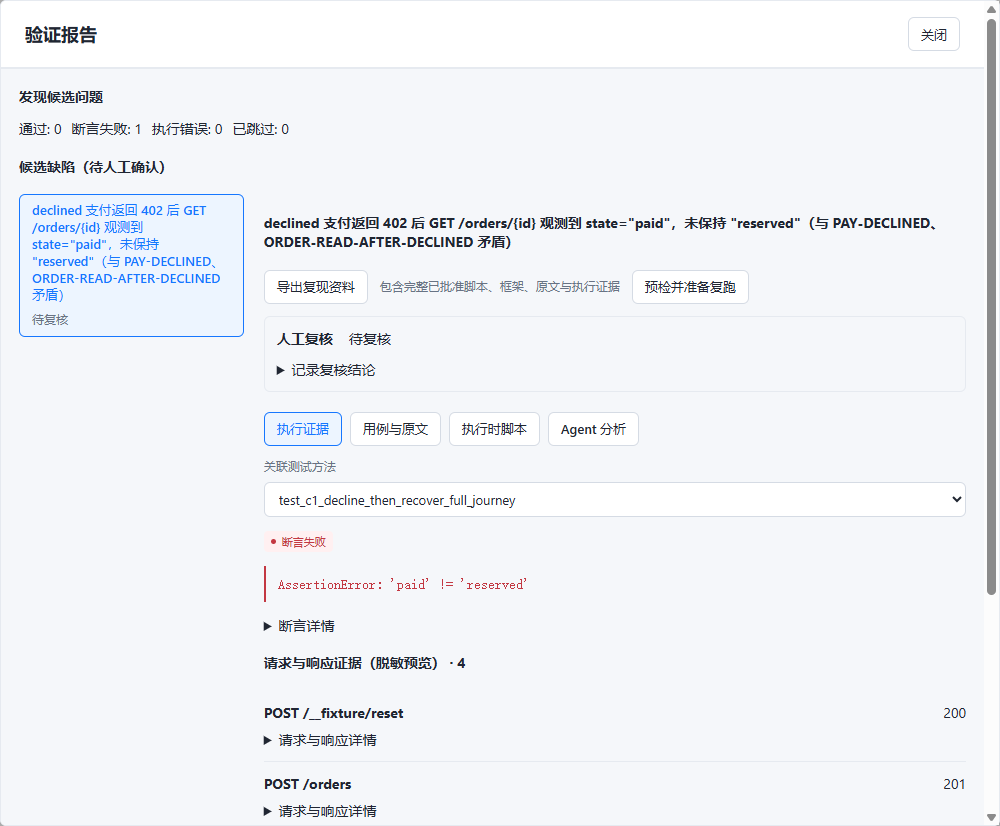 验证报告
关闭
发现候选问题
通过: 0 断言失败: 1 执行错误: 0 已跳过: 0
候选缺陷（待人工确认）
declined 支付返回 402 后 GET
/orders/{id} 观测到
state="paid"，未保持
"reserved"（与 PAY-DECLINED、
ORDER-READ-AFTER-DECLINED
矛盾）
待复核
declined 支付返回 402 后 GET /orders/{id} 观测到 state="paid"，未保持 "reserved"（与 PAY-DECLINED、
ORDER-READ-AFTER-DECLINED 矛盾）
导出复现资料 包含完整已批准脚本、框架、原文与执行证据 预检并准备复跑
人工复核 待复核
▶ 记录复核结论
执行证据 用例与原文 执行时脚本 Agent 分析
关联测试方法
test_c1_decline_then_recover_full_journey
• 断言失败
AssertionError: 'paid' != 'reserved'
▶ 断言详情
请求与响应证据（脱敏预览） · 4
POST /__fixture/reset 200
▶ 请求与响应详情
POST /orders 201
▶ 请求与响应详情